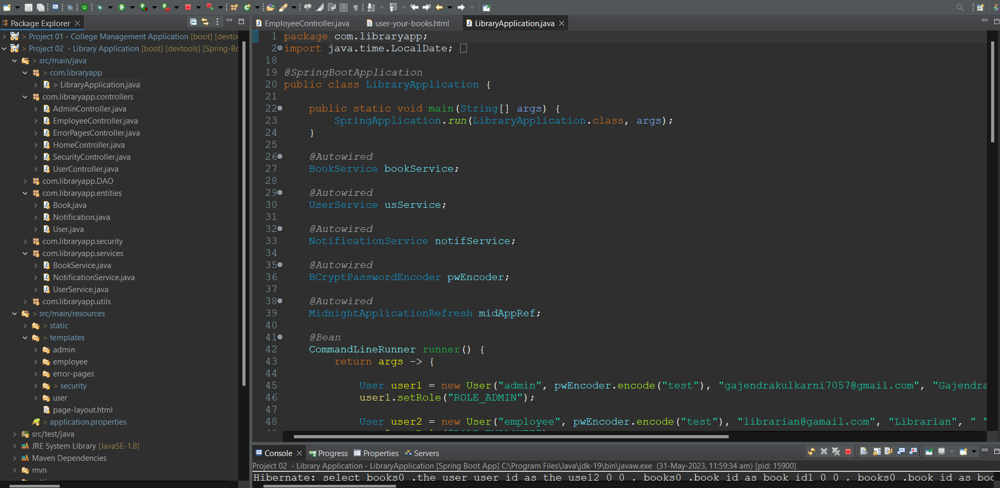 Package Explorer
> Project 01 - College Management Application [boot] [devto
> Project 02 - Library Application [boot] [devtools] [Spring-Bo
> src/main/java
> com.libraryapp
> LibraryApplication.java
com.libraryapp.controllers
AdminController.java
EmployeeController.java
ErrorPagesController.java
HomeController.java
SecurityController.java
UserController.java
com.libraryapp.DAO
com.libraryapp.entities
Book.java
Notification.java
User.java
com.libraryapp.security
com.libraryapp.services
BookService.java
NotificationService.java
UserService.java
com.libraryapp.utils
> src/main/resources
> static
> templates
admin
employee
error-pages
> security
user
page-layout.html
> application.properties
src/test/java
JRE System Library [JavaSE-1.8]
Maven Dependencies
mvn
EmployeeController.java user-your-books.html LibraryApplication.java
1 package com.libraryapp;
2 import java.time.LocalDate;
18
19 @SpringBootApplication
20 public class LibraryApplication {
21
22 public static void main(String[] args) {
23 SpringApplication.run(LibraryApplication.class, args);
24 }
25
26 @Autowired
27 BookService bookService;
28
29 @Autowired
30 UserService usService;
31
32 @Autowired
33 NotificationService notifService;
34
35 @Autowired
36 BCryptPasswordEncoder pwEncoder;
37
38 @Autowired
39 MidnightApplicationRefresh midAppRef;
40
41 @Bean
42 CommandLineRunner runner() {
43 return args -> {
44
45 User user1 = new User("admin", pwEncoder.encode("test"), "gajendrakulkarni7057@gmail.com", "Gajendra
46 user1.setRole("ROLE_ADMIN");
47
48 User user2 = new User("employee", pwEncoder.encode("test"), "librarian@gamail.com", "Librarian", " "
Console Progress Properties Servers
Project 02 - Library Application - LibraryApplication [Spring Boot App] C:\Program Files\Java\jdk-19\bin\javaw.exe (31-May-2023, 11:59:34 am) [pid: 15900]
Hibernate: select books0_.the_user_user_id as the_use12_0_0_, books0_.book_id as book_id1_0_0_, books0_.book_id as boo